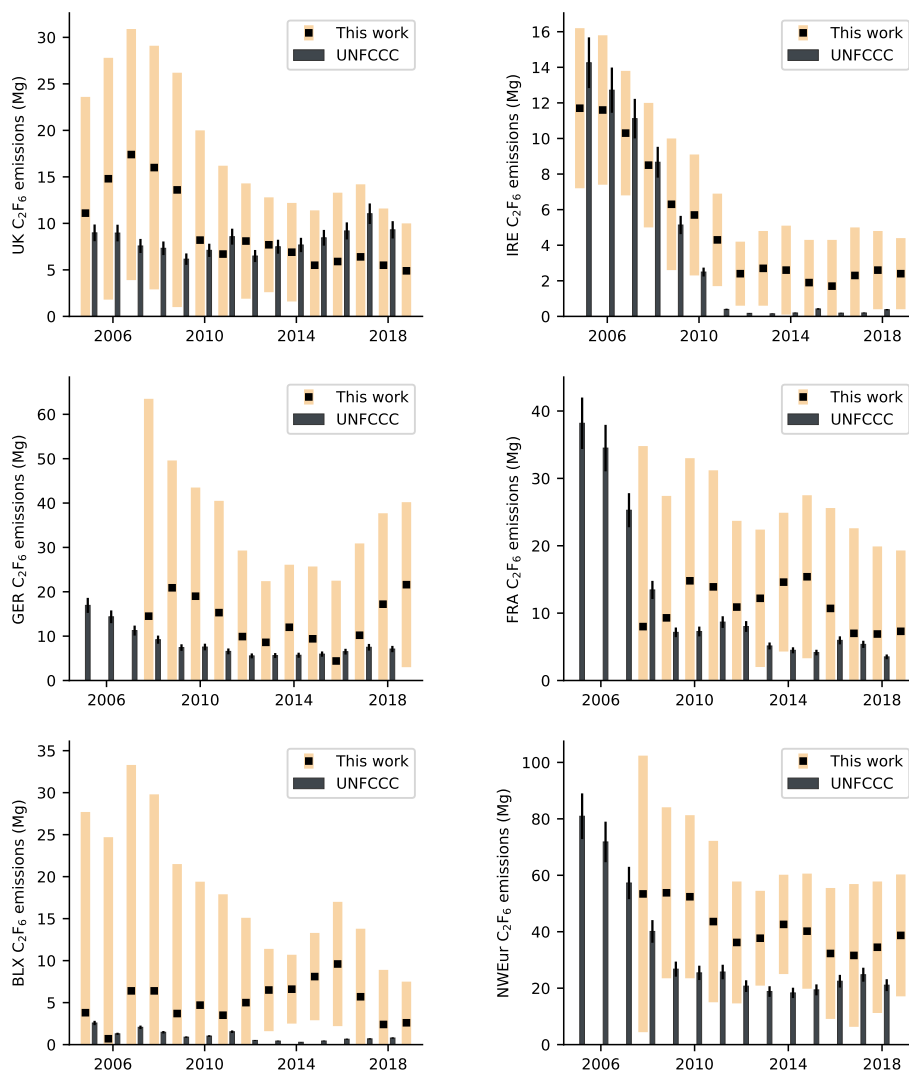 UK C₂F₆ emissions (Mg)
30
25
20
15
10
5
0
2006 2010 2014 2018
This work
UNFCCC
IRE C₂F₆ emissions (Mg)
16
14
12
10
8
6
4
2
0
2006 2010 2014 2018
This work
UNFCCC
GER C₂F₆ emissions (Mg)
60
50
40
30
20
10
0
2006 2010 2014 2018
This work
UNFCCC
FRA C₂F₆ emissions (Mg)
40
30
20
10
0
2006 2010 2014 2018
This work
UNFCCC
BLX C₂F₆ emissions (Mg)
35
30
25
20
15
10
5
0
2006 2010 2014 2018
This work
UNFCCC
NWEur C₂F₆ emissions (Mg)
100
80
60
40
20
0
2006 2010 2014 2018
This work
UNFCCC